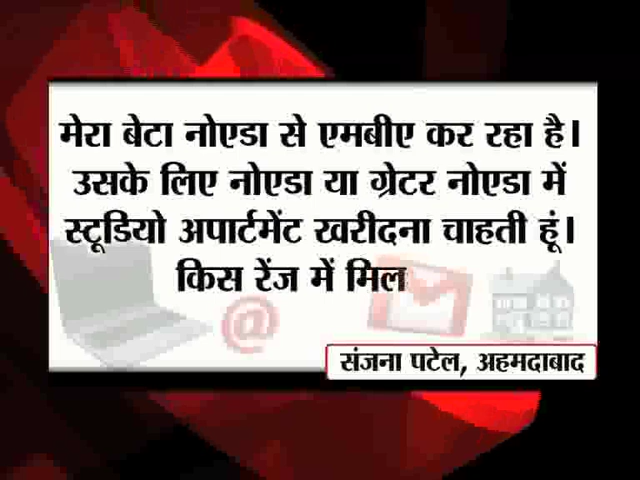 मेरा बेटा नोएडा से एमबीए कर रहा है।
उसके लिए नोएडा या ग्रेटर नोएडा में
स्टूडियो अपार्टमेंट खरीदना चाहती हूं।
किस रेंज में मिल
@
संजना पटेल, अहमदाबाद